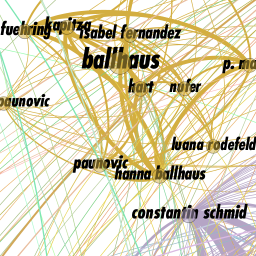 fuehring kapitza
isabel fernandez
ballhaus
p. ma
hart nufer
paunovic
luana rodefeld
paunovic
hanna ballhaus
constantin schmid